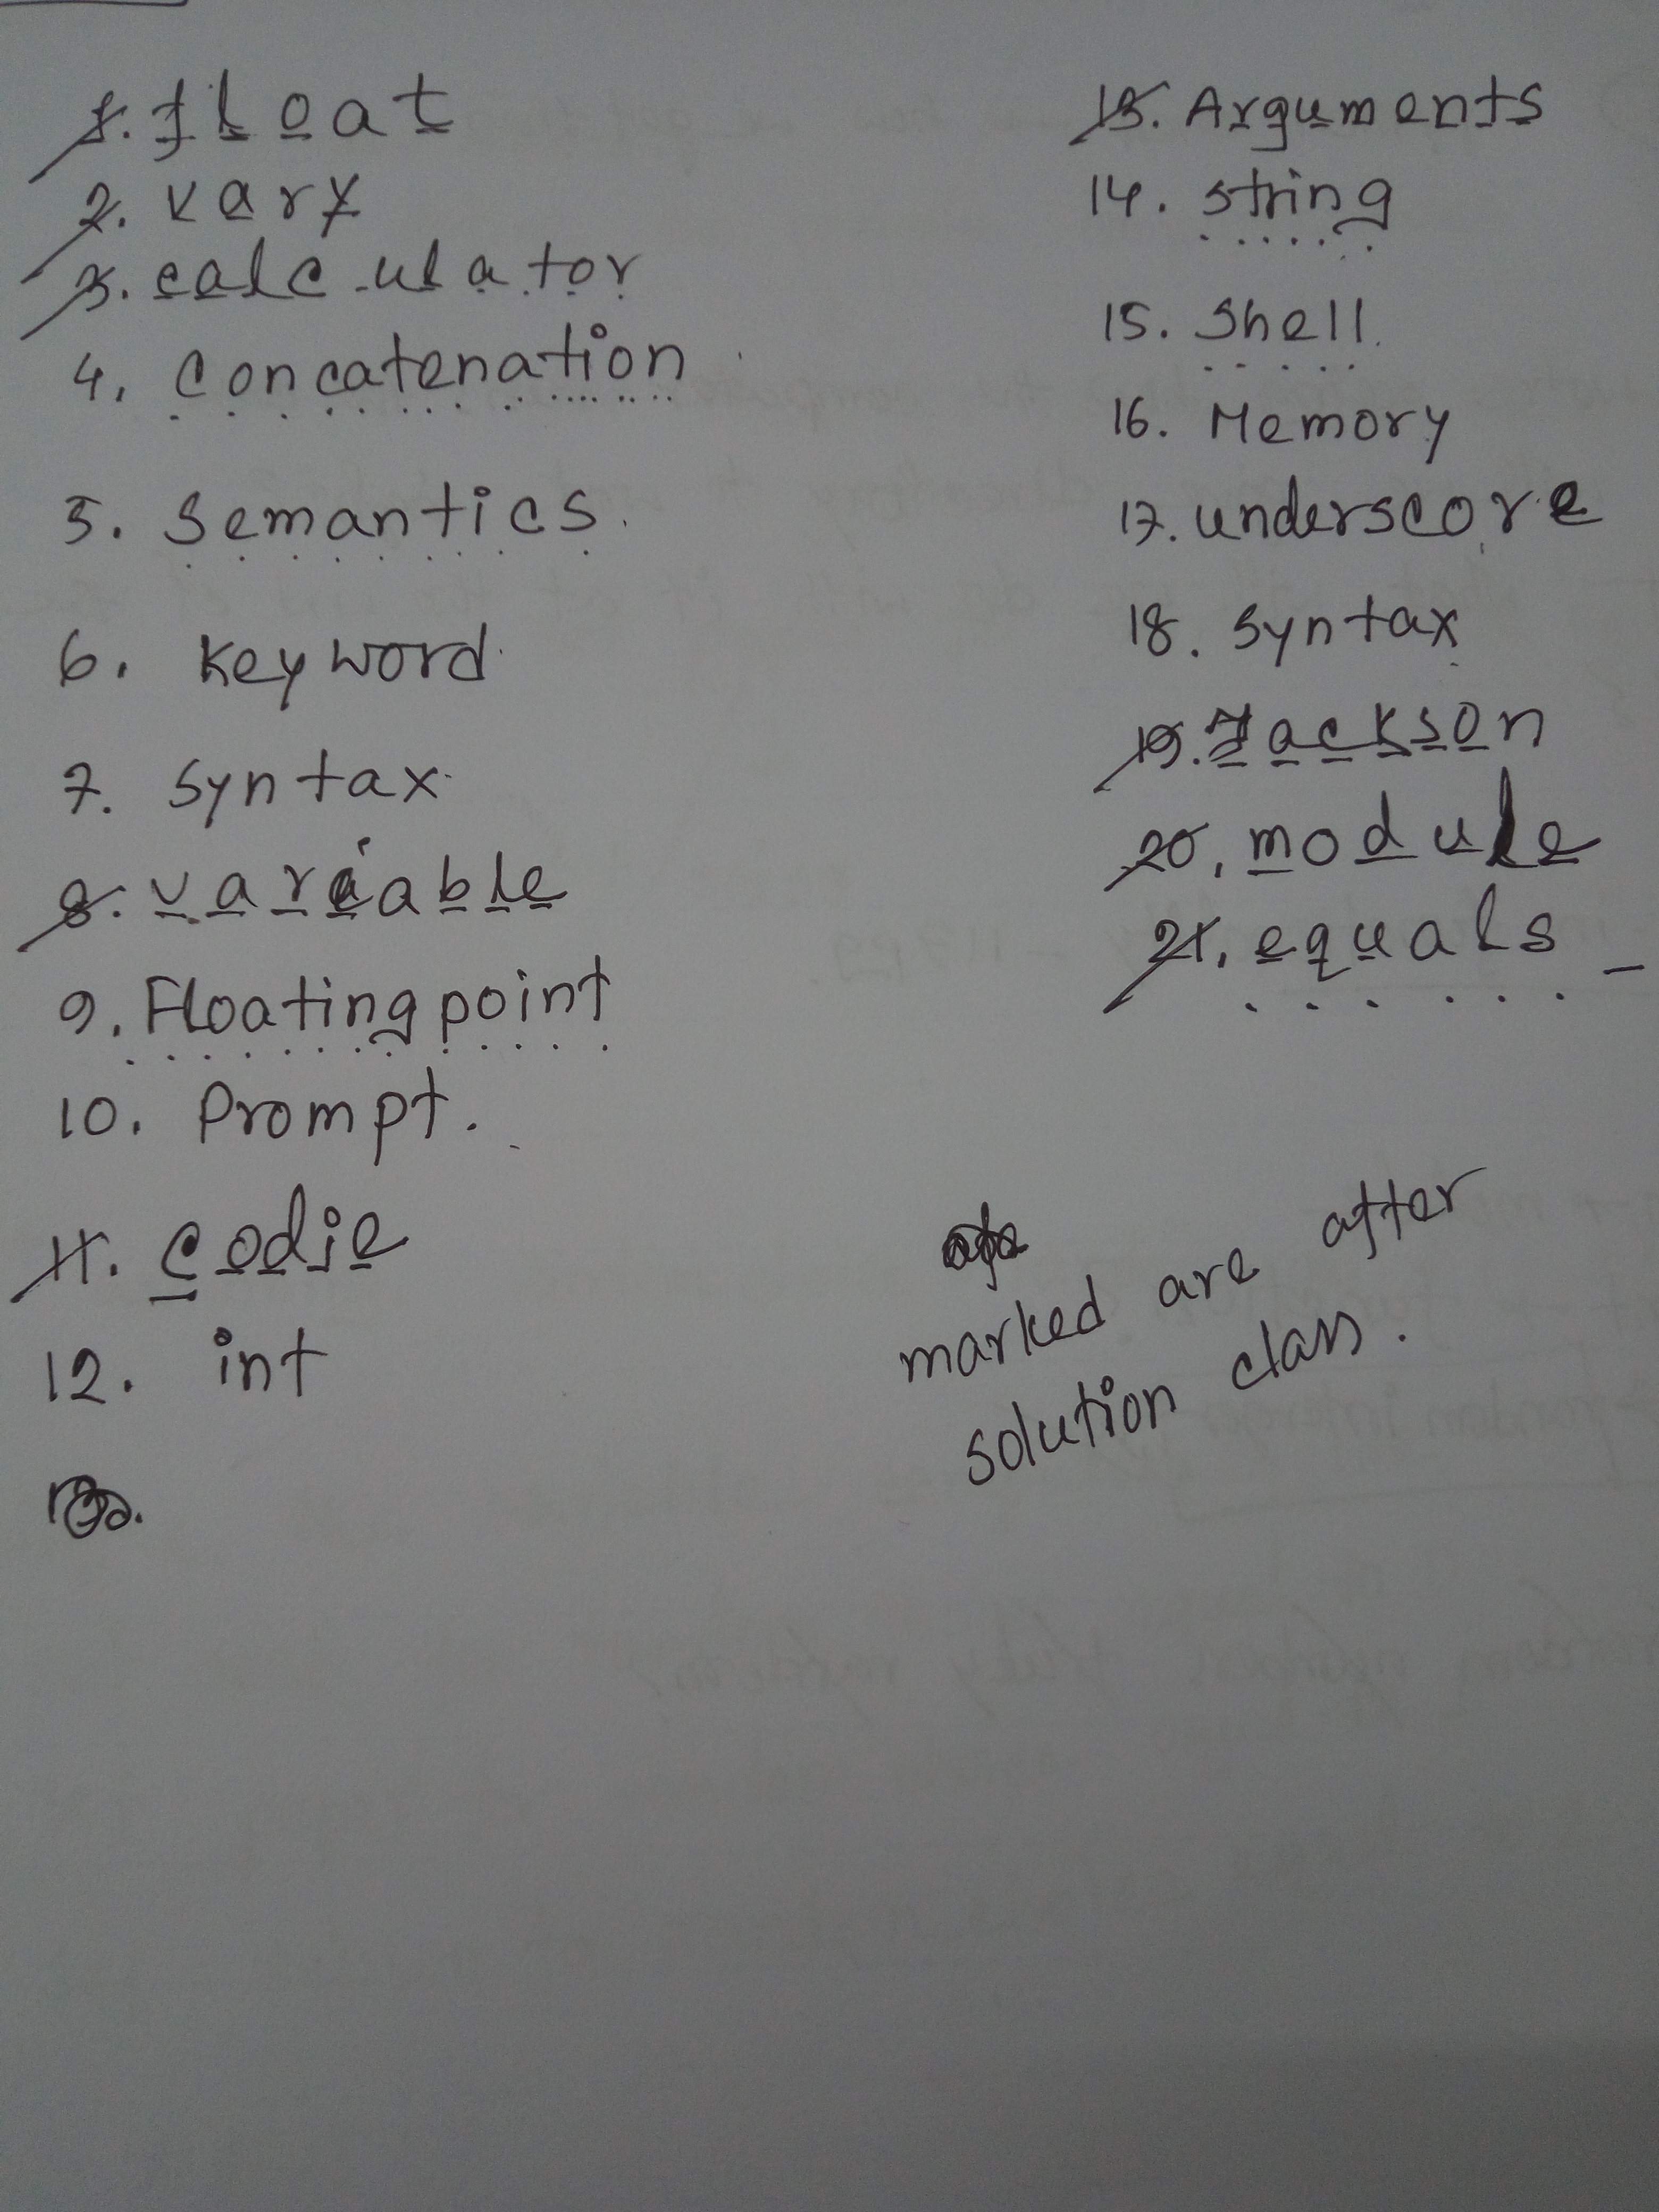 1. float
2. vary
3. calculator
4. Concatenation
5. Semantics.
6. Keyword
7. Syntax
8. variable
9. Floating point
10. Prompt.
11. codie
12. int
13. Arguments
14. string
15. Shell
16. Memory
17. underscore
18. Syntax
19. Jackson
20. module
21. equals
marked are after
solution class.